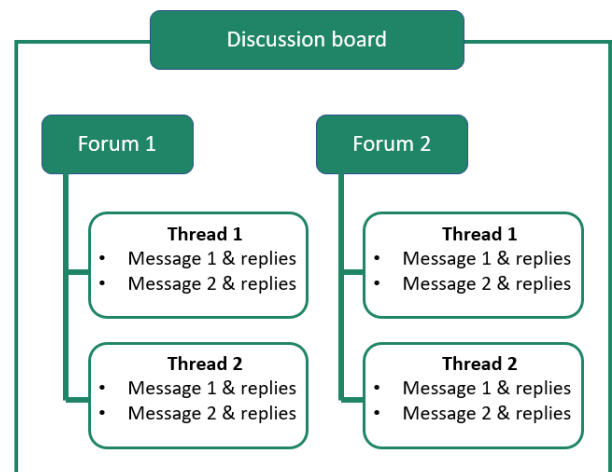 Discussion board
Forum 1
Thread 1
• Message 1 & replies
• Message 2 & replies
Thread 2
• Message 1 & replies
• Message 2 & replies
Forum 2
Thread 1
• Message 1 & replies
• Message 2 & replies
Thread 2
• Message 1 & replies
• Message 2 & replies